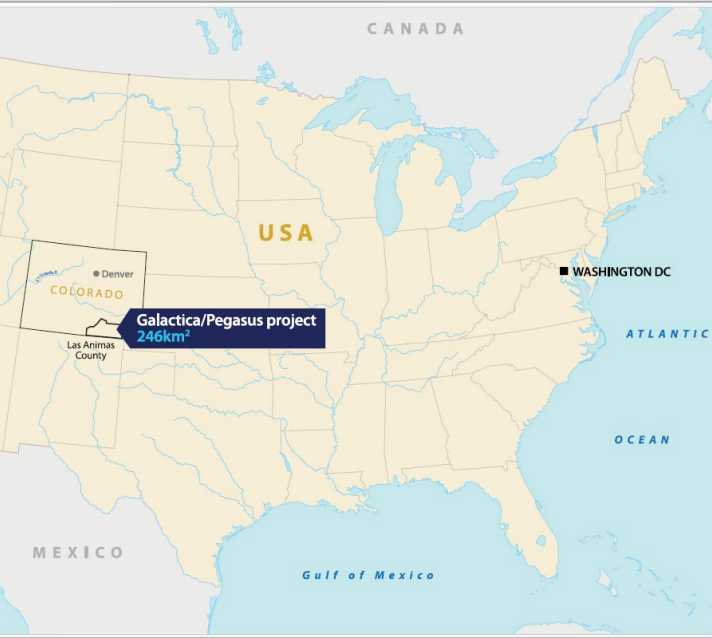 CANADA
USA
Denver
COLORADO
WASHINGTON DC
Galactica/Pegasus project
246km²
ATLANTIC
Las Animas
County
OCEAN
MEXICO
Gulf of Mexico